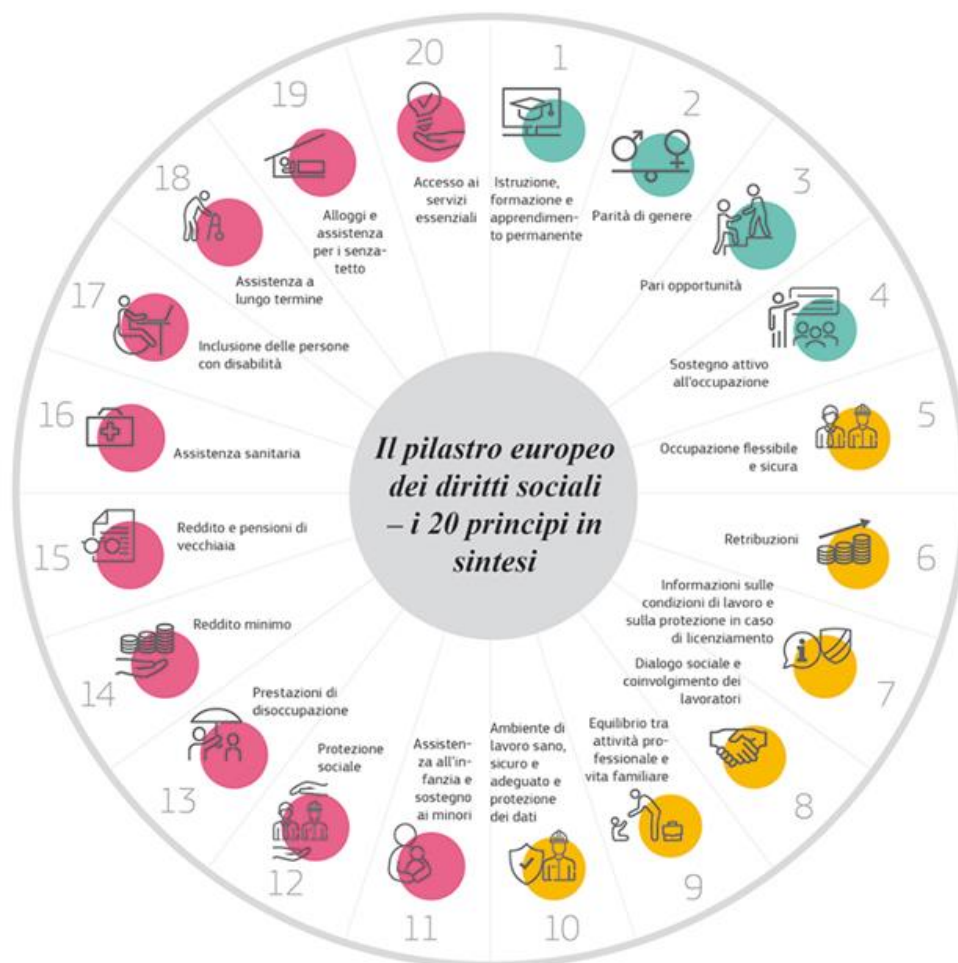 Il pilastro europeo
dei diritti sociali
– i 20 principi in
sintesi
1
Istruzione,
formazione e
apprendimen-
to permanente
2
Parità di genere
3
Pari opportunità
4
Sostegno attivo
all'occupazione
5
Occupazione flessibile
e sicura
6
Retribuzioni
7
Informazioni sulle
condizioni di lavoro e
sulla protezione in caso
di licenziamento
8
Dialogo sociale e
coinvolgimento dei
lavoratori
9
Equilibrio tra
attività pro-
fessionale e
vita familiare
10
Ambiente di
lavoro sano,
sicuro e
adeguato e
protezione
dei dati
11
Assisten-
za all'in-
fanzia e
sostegno
ai minori
12
Protezione
sociale
13
Prestazioni di
disoccupazione
14
Reddito minimo
15
Reddito e pensioni di
vecchiaia
16
Assistenza sanitaria
17
Inclusione delle persone
con disabilità
18
Assistenza a
lungo termine
19
Alloggi e
assistenza
per i senza-
tetto
20
Accesso ai
servizi
essenziali